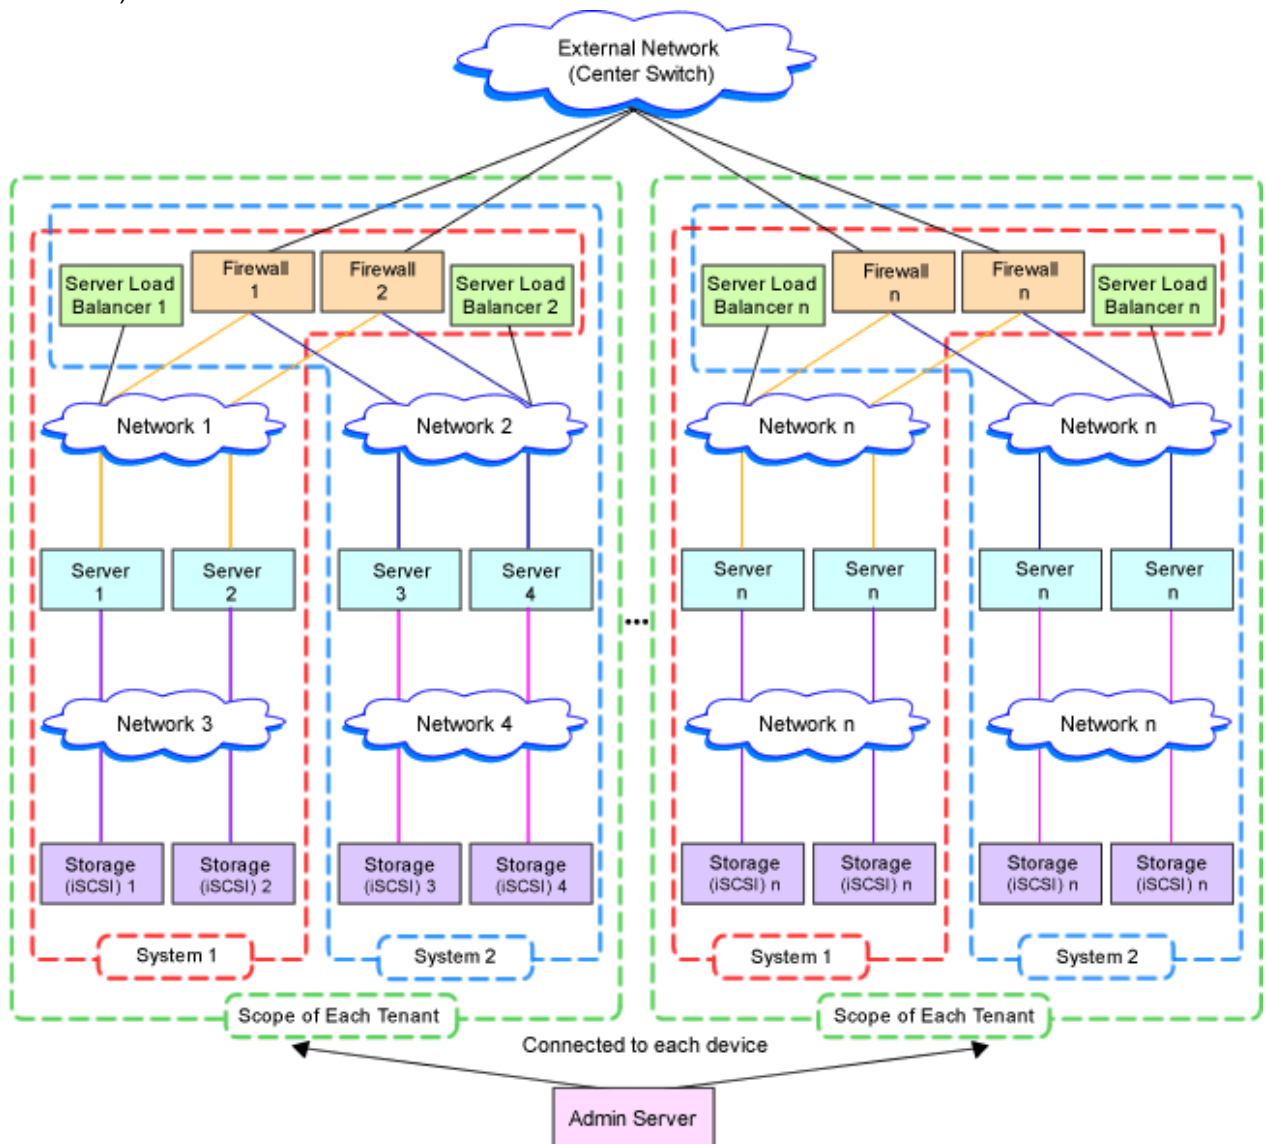 External Network
(Center Switch)
Server Load
Balancer 1
Firewall
1
Firewall
2
Server Load
Balancer 2
Server Load
Balancer n
Firewall
n
Firewall
n
Server Load
Balancer n
Network 1
Network 2
Network n
Network n
Server
1
Server
2
Server
3
Server
4
...
Server
n
Server
n
Server
n
Server
n
Network 3
Network 4
Network n
Network n
Storage
(iSCSI) 1
Storage
(iSCSI) 2
Storage
(iSCSI) 3
Storage
(iSCSI) 4
Storage
(iSCSI) n
Storage
(iSCSI) n
Storage
(iSCSI) n
Storage
(iSCSI) n
System 1
System 2
System 1
System 2
Scope of Each Tenant
Scope of Each Tenant
Connected to each device
Admin Server